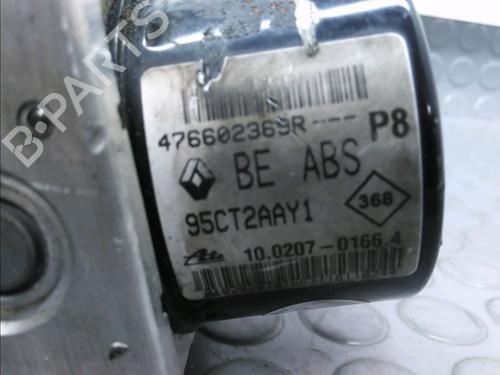 476602369R--- P8
BE ABS
95CT2AAY1
368
10.0207-0166.4
B-PARTS